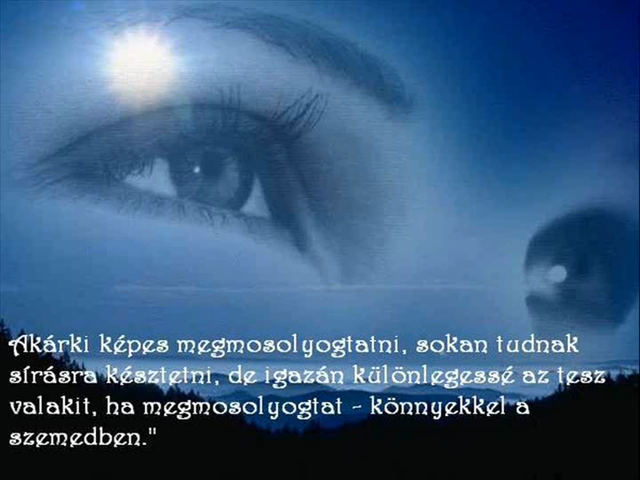 Akárki képes megmosolyogtatni, sokan tudnak
sírásra késztetni, de igazán különlegessé az tesz
valakit, ha megmosolyogtat - könnyekkel a
szemedben."